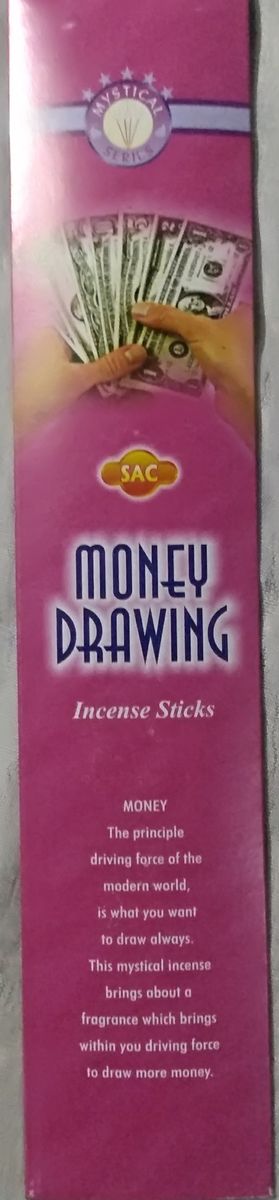 MYSTICAL
SERIES
SAC
MONEY
DRAWING
Incense Sticks
MONEY
The principle
driving force of the
modern world,
is what you want
to draw always.
This mystical incense
brings about a
fragrance which brings
within you driving force
to draw more money.